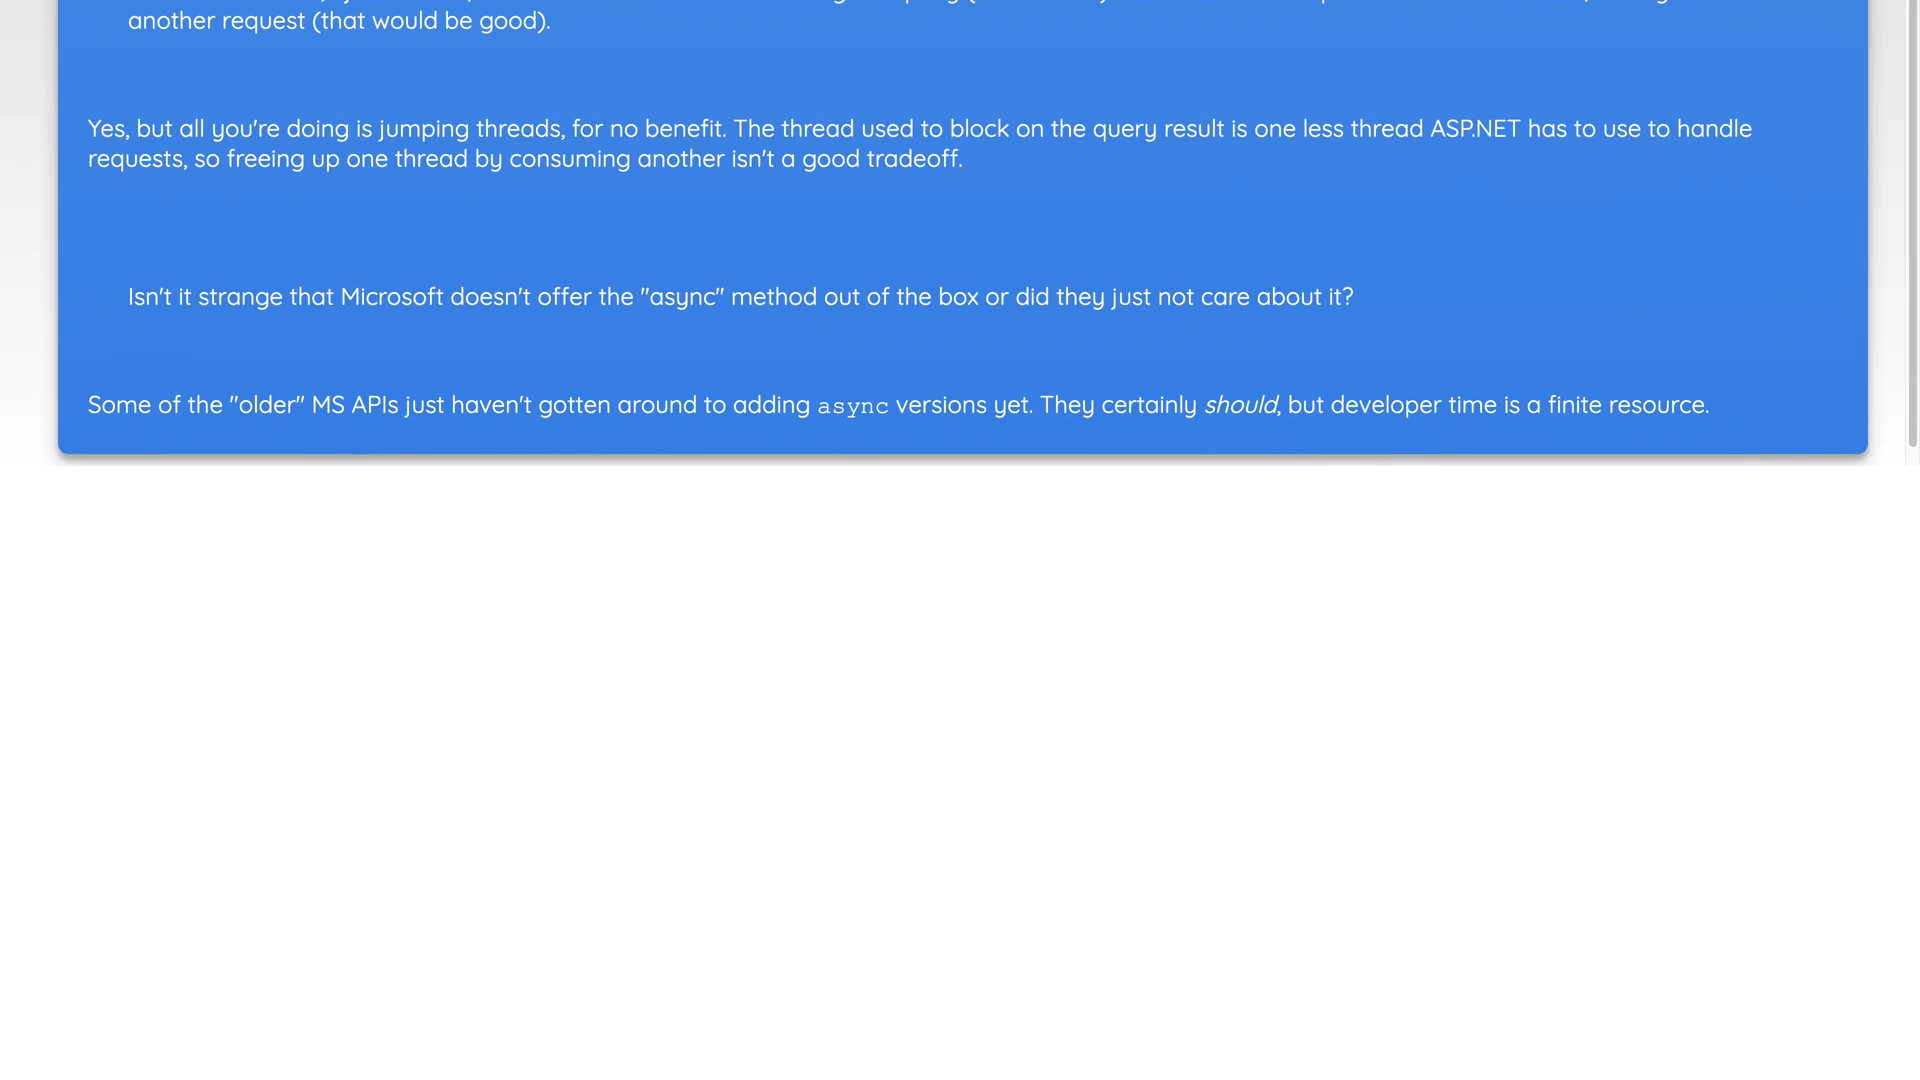 another request (that would be good).
Yes, but all you're doing is jumping threads, for no benefit. The thread used to block on the query result is one less thread ASP.NET has to use to handle
requests, so freeing up one thread by consuming another isn't a good tradeoff.
Isn't it strange that Microsoft doesn't offer the "async" method out of the box or did they just not care about it?
Some of the "older" MS APIs just haven't gotten around to adding async versions yet. They certainly should, but developer time is a finite resource.